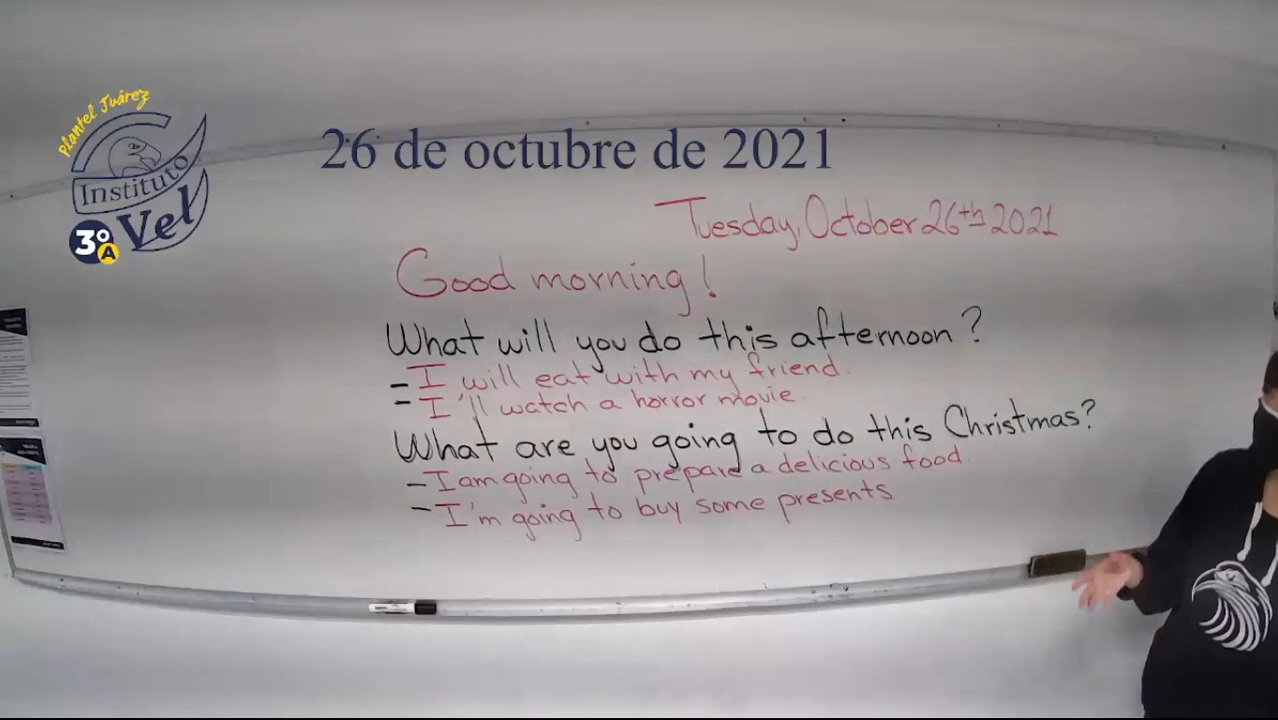 Plantel Juárez
Instituto
Vel
3º A
26 de octubre de 2021
Tuesday, October 26th 2021
Good morning!
What will you do this afternoon?
- I will eat with my friend.
- I'll watch a horror movie.
What are you going to do this Christmas?
- I am going to prepare a delicious food.
- I'm going to buy some presents